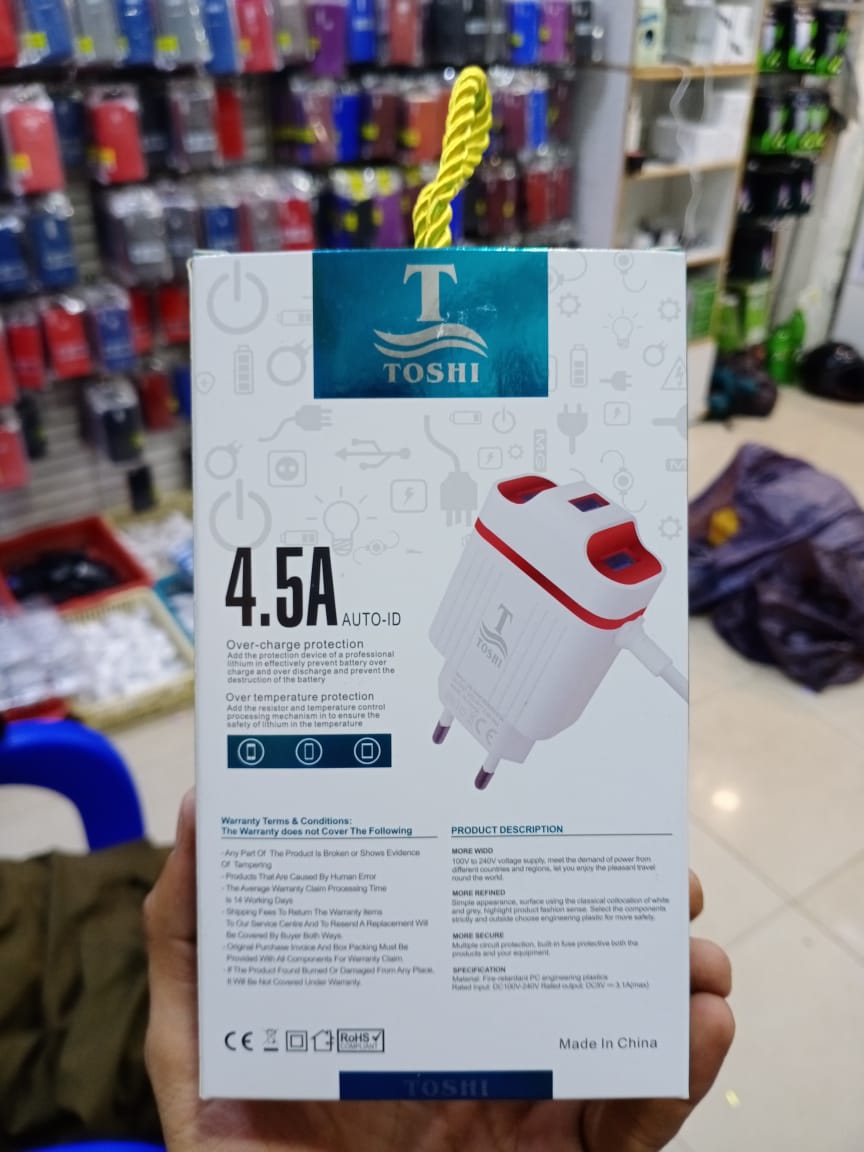 T
TOSHI
4.5A AUTO-ID
Over-charge protection
Add the protection device of a professional
lithium in effectively prevent battery over
charge and over discharge and prevent the
destruction of the battery
Over temperature protection
Add the resistor and temperature control
processing mechanism in to ensure the
safety of lithium in the temperature
T
TOSHI
CE
Warranty Terms & Conditions:
The Warranty does not Cover The Following
-Any Part Of The Product Is Broken or Shows Evidence
Of Tampering
-Products That Are Caused By Human Error
-The Average Warranty Claim Processing Time
Is 14 Working Days
-Shipping Fees To Return The Warranty Items
To Our Service Centre And To Resend A Replacement Will
Be Covered By Buyer Both Ways.
-Original Purchase Invoice And Box Packing Must Be
Provided With All Components For Warranty Claim.
-If The Product Found Burned Or Damaged From Any Place,
It Will Be Not Covered Under Warranty.
PRODUCT DESCRIPTION
MORE WIDD
100V to 240V voltage supply, meet the demand of power from
different countries and regions, let you enjoy the pleasant travel
round the world.
MORE REFINED
Simple appearance, surface using the classical collocation of white
and grey, highlight product fashion sense. Select the components
strictly and outside choose engineering plastic for more safely.
MORE SECURE
Multiple circuit protection, built-in fuse protective both the
products and your equipment.
SPECIFICATION
Material: Fire-retardant PC engineering plastics
Rated Input: DC100V-240V Rated output: DC5V ⎓ 3.1A(max)
CE
RoHS
COMPLIANT
Made In China
TOSHI